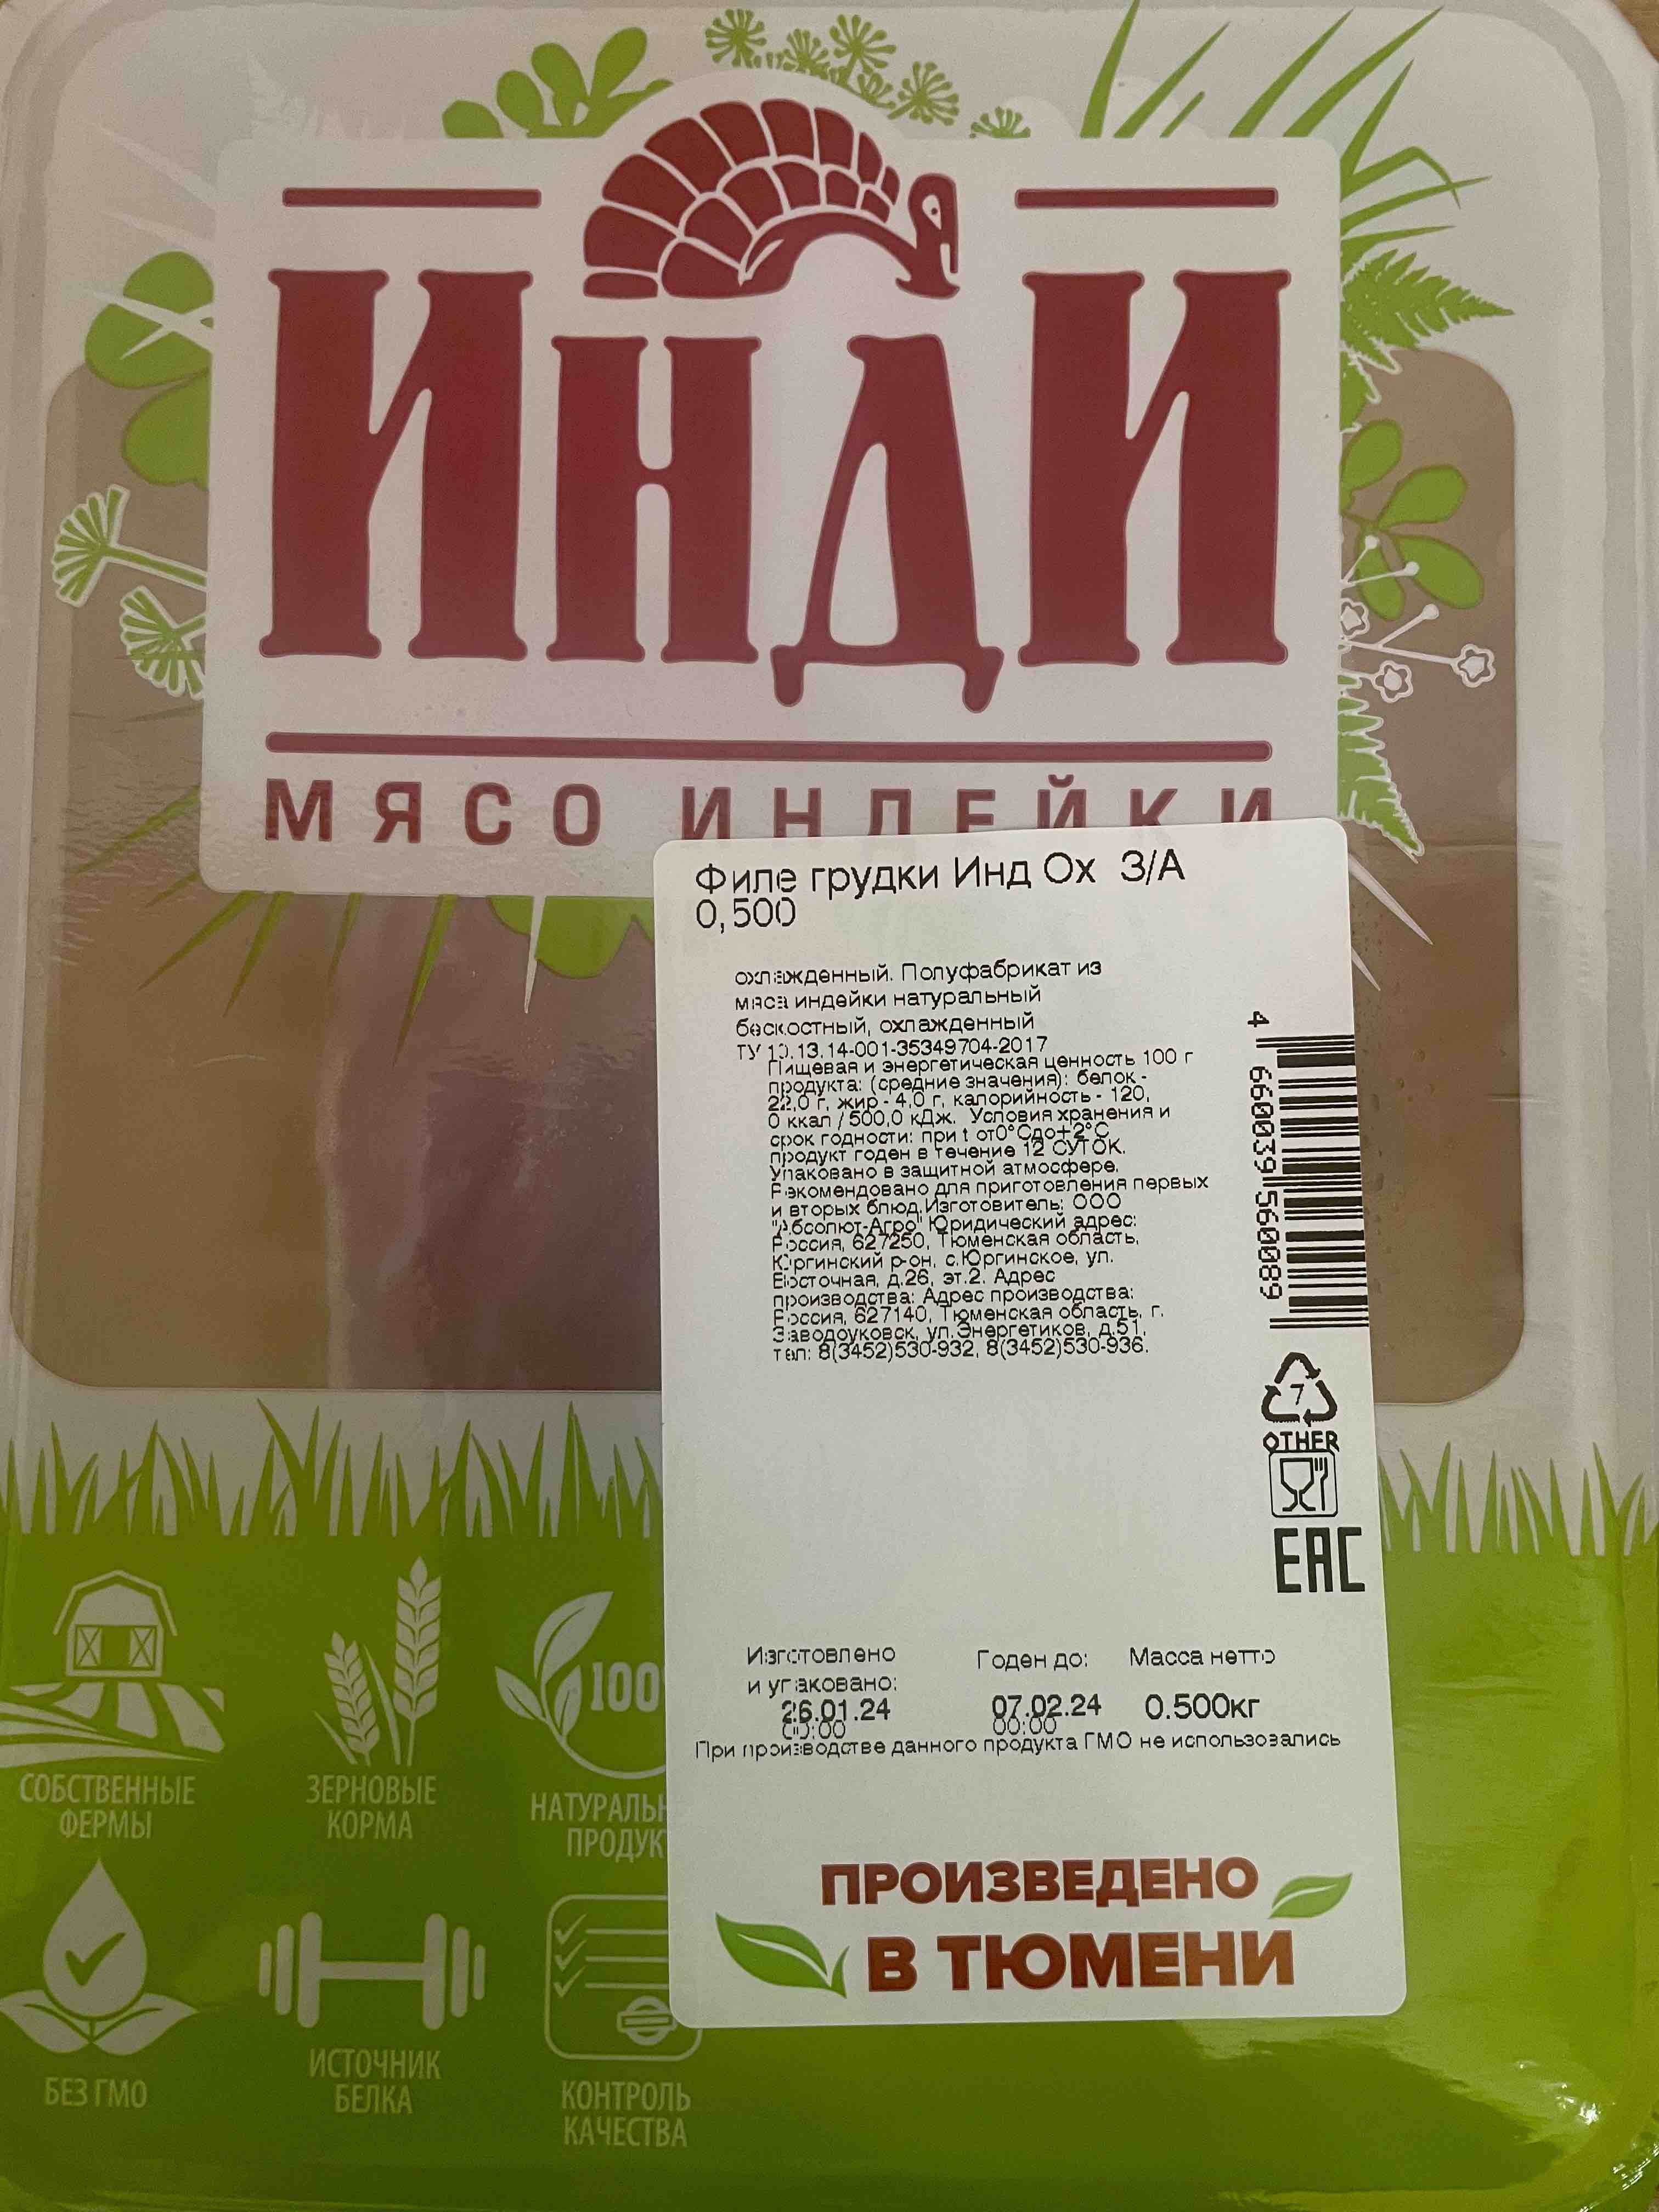 ИНДИ
МЯСО ИНДЕЙКИ
Филе грудки Инд Ох З/А
0,500
охлажденный. Полуфабрикат из
мяса индейки натуральный
бескостный, охлажденный
ТУ 10.13.14-001-35349704-2017
Пищевая и энергетическая ценность 100 г
продукта: (средние значения): белок -
22,0 г, жир - 4,0 г, калорийность - 120,
0 ккал / 500,0 кДж. Условия хранения и
срок годности: при t от0°Сдо+2°С
продукт годен в течение 12 СУТОК.
Упаковано в защитной атмосфере.
Рекомендовано для приготовления первых
и вторых блюд.Изготовитель: ООО
"Абсолют-Агро" Юридический адрес:
Россия, 627250, Тюменская область,
Юргинский р-он, с.Юргинское, ул.
Восточная, д.26, эт.2. Адрес
производства: Адрес производства:
Россия, 627140, Тюменская область, г.
Заводоуковск, ул.Энергетиков, д.51,
тел: 8(3452)530-932, 8(3452)530-936.
4 660039 560089
7
OTHER
EAC
Изготовлено
и упаковано:
26.01.24
00:00
Годен до:
07.02.24
00:00
Масса нетто
0.500кг
При производстве данного продукта ГМО не использовались
ПРОИЗВЕДЕНО
В ТЮМЕНИ
СОБСТВЕННЫЕ
ФЕРМЫ
ЗЕРНОВЫЕ
КОРМА
100
НАТУРАЛЬН
ПРОДУК
БЕЗ ГМО
ИСТОЧНИК
БЕЛКА
КОНТРОЛЬ
КАЧЕСТВА